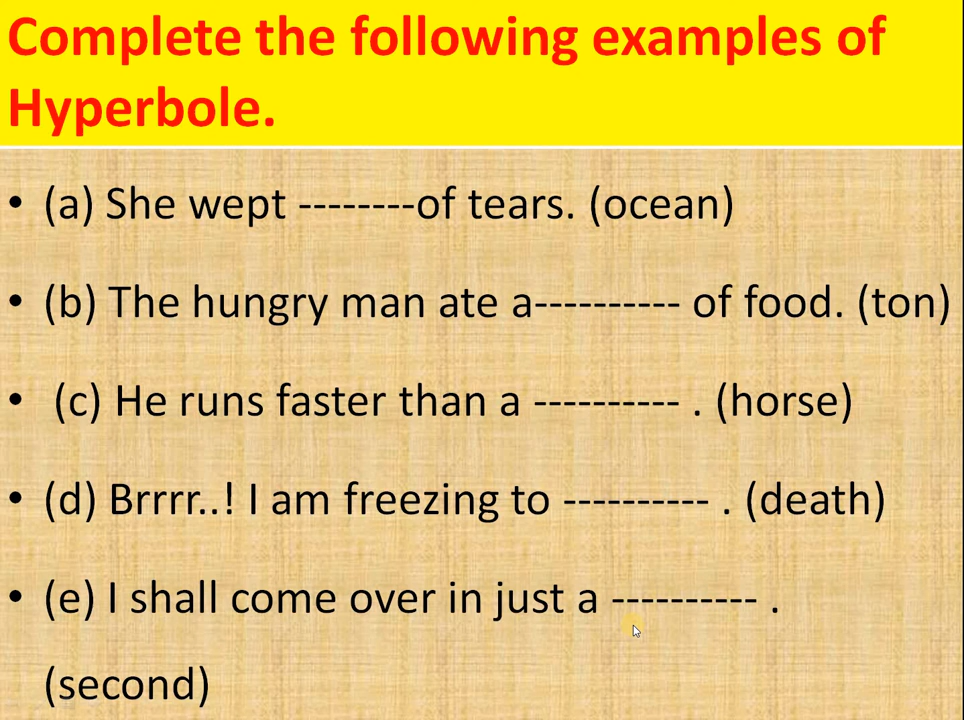 Complete the following examples of
Hyperbole.
• (a) She wept --------of tears. (ocean)
• (b) The hungry man ate a---------- of food. (ton)
• (c) He runs faster than a ---------- . (horse)
• (d) Brrrr..! I am freezing to ---------- . (death)
• (e) I shall come over in just a ---------- .
(second)